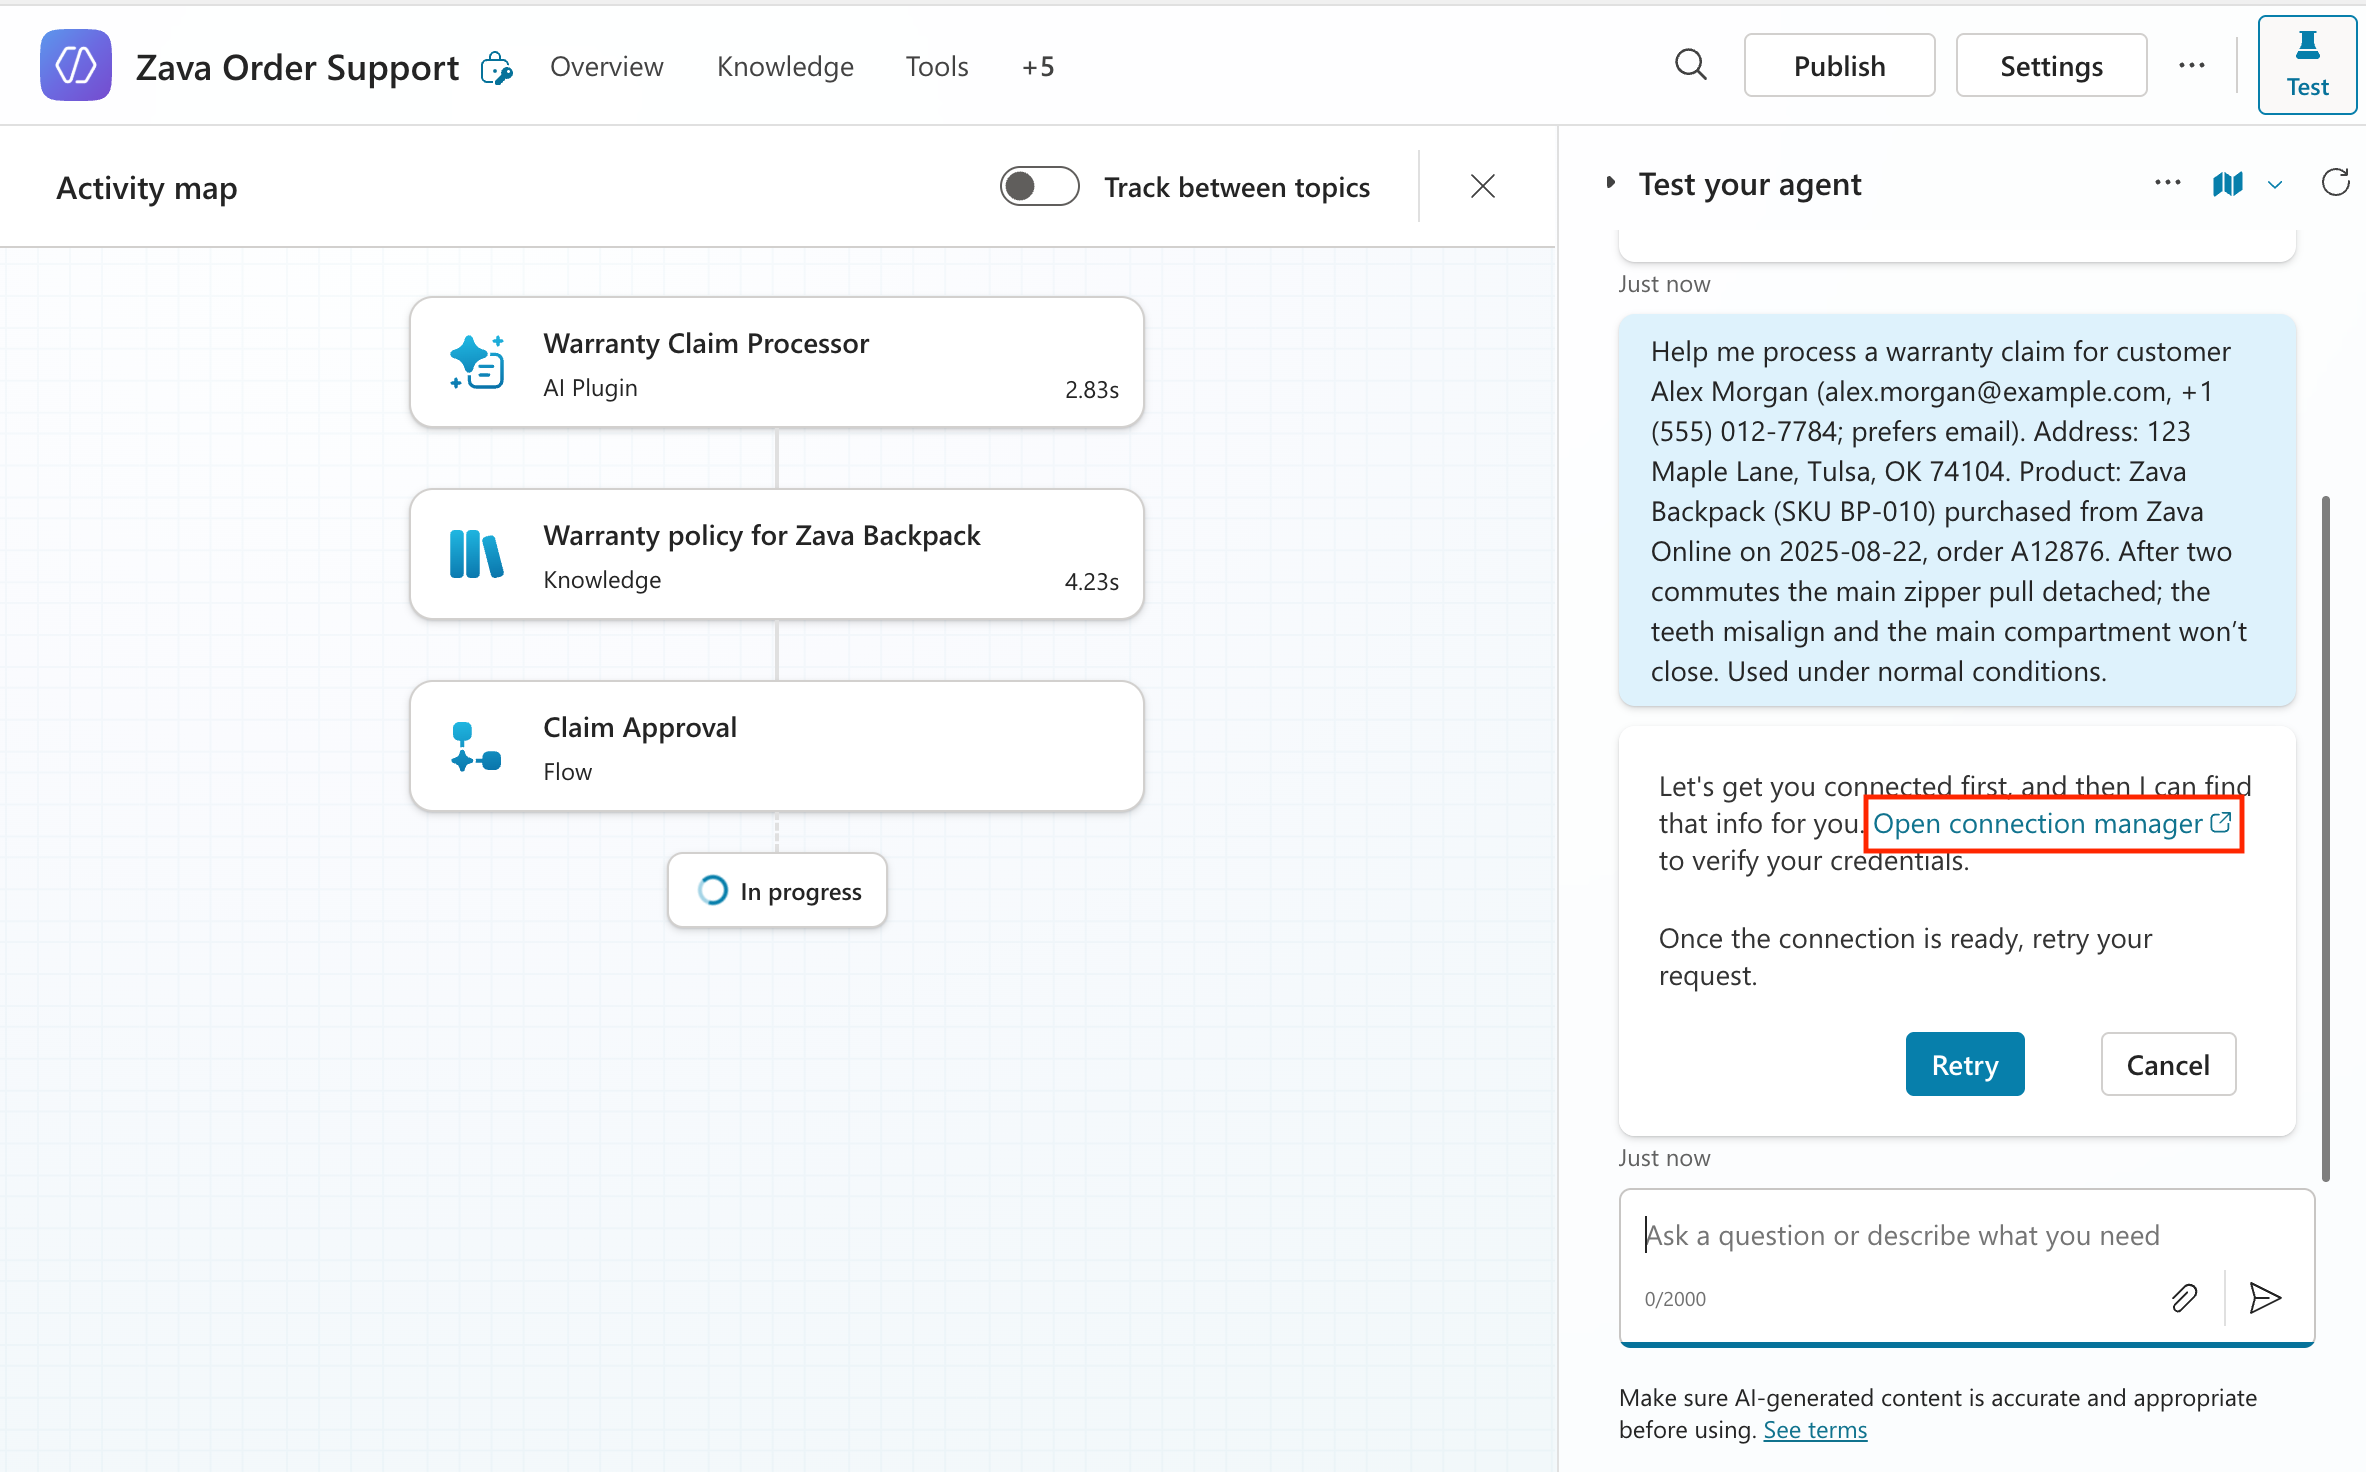 Zava Order Support
Overview
Knowledge
Tools
+5
Publish
Settings
Test
Activity map
Track between topics
Warranty Claim Processor
AI Plugin
2.83s
Warranty policy for Zava Backpack
Knowledge
4.23s
Claim Approval
Flow
In progress
Test your agent
Just now
Help me process a warranty claim for customer
Alex Morgan (alex.morgan@example.com, +1
(555) 012-7784; prefers email). Address: 123
Maple Lane, Tulsa, OK 74104. Product: Zava
Backpack (SKU BP-010) purchased from Zava
Online on 2025-08-22, order A12876. After two
commutes the main zipper pull detached; the
teeth misalign and the main compartment won’t
close. Used under normal conditions.
Let's get you connected first, and then I can find
that info for you. Open connection manager
to verify your credentials.
Once the connection is ready, retry your
request.
Retry
Cancel
Just now
Ask a question or describe what you need
0/2000
Make sure AI-generated content is accurate and appropriate
before using. See terms